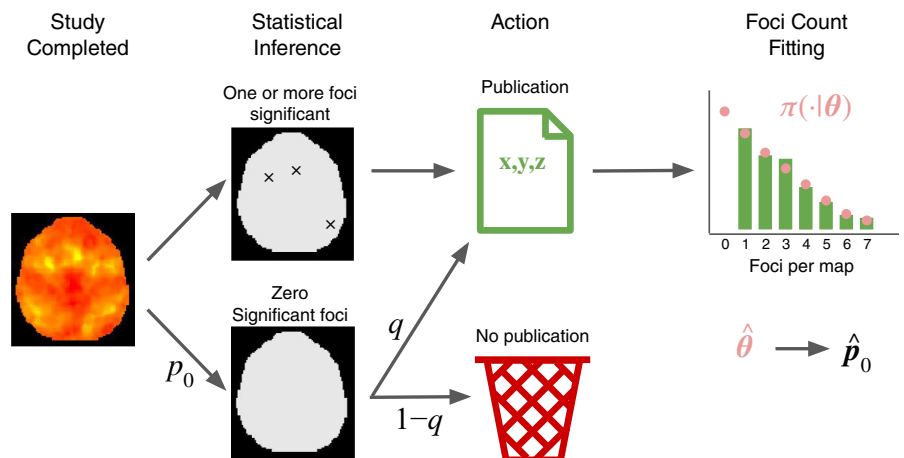 Study
Completed
Statistical
Inference
Action
Foci Count
Fitting
One or more foci
significant
Publication
x,y,z
π(·|θ)
0 1 2 3 4 5 6 7
Foci per map
Zero
Significant foci
p₀
q
1−q
No publication
θ̂
p̂₀